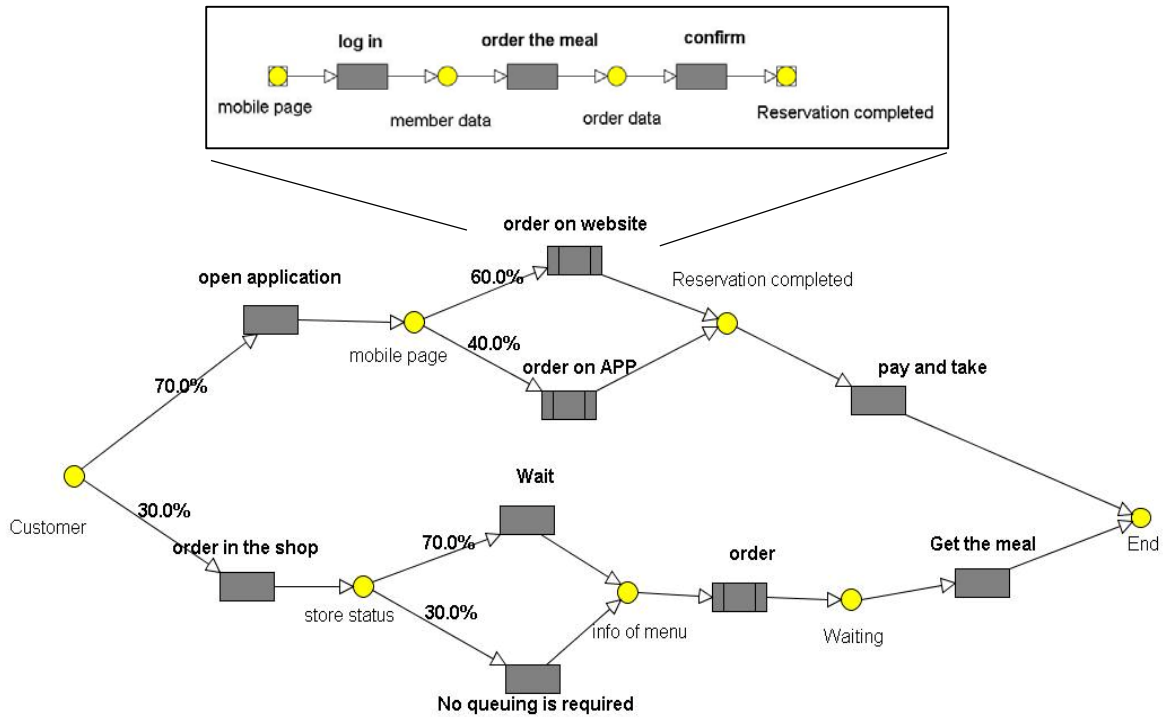 log in
order the meal
confirm
mobile page
member data
order data
Reservation completed
order on website
open application
60.0%
Reservation completed
mobile page
40.0%
order on APP
pay and take
70.0%
Wait
Customer
30.0%
order in the shop
70.0%
order
Get the meal
End
store status
30.0%
info of menu
Waiting
No queuing is required